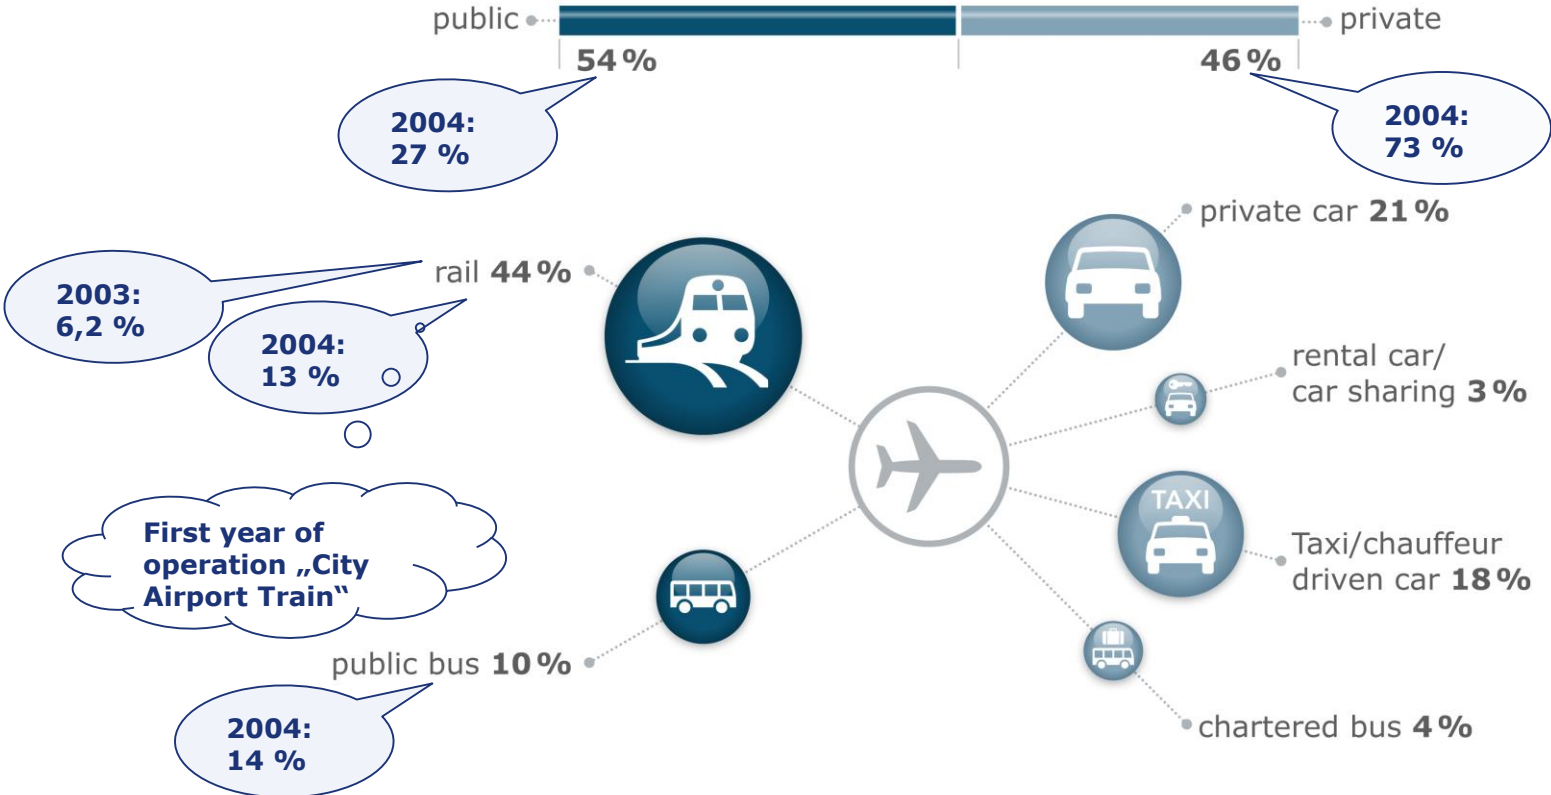 public
private
54 %
46 %
2004:
27 %
2004:
73 %
private car 21 %
rail 44 %
2003:
6,2 %
2004:
13 %
rental car/
car sharing 3 %
TAXI
First year of
operation „City
Airport Train“
Taxi/chauffeur
driven car 18 %
public bus 10 %
2004:
14 %
chartered bus 4 %